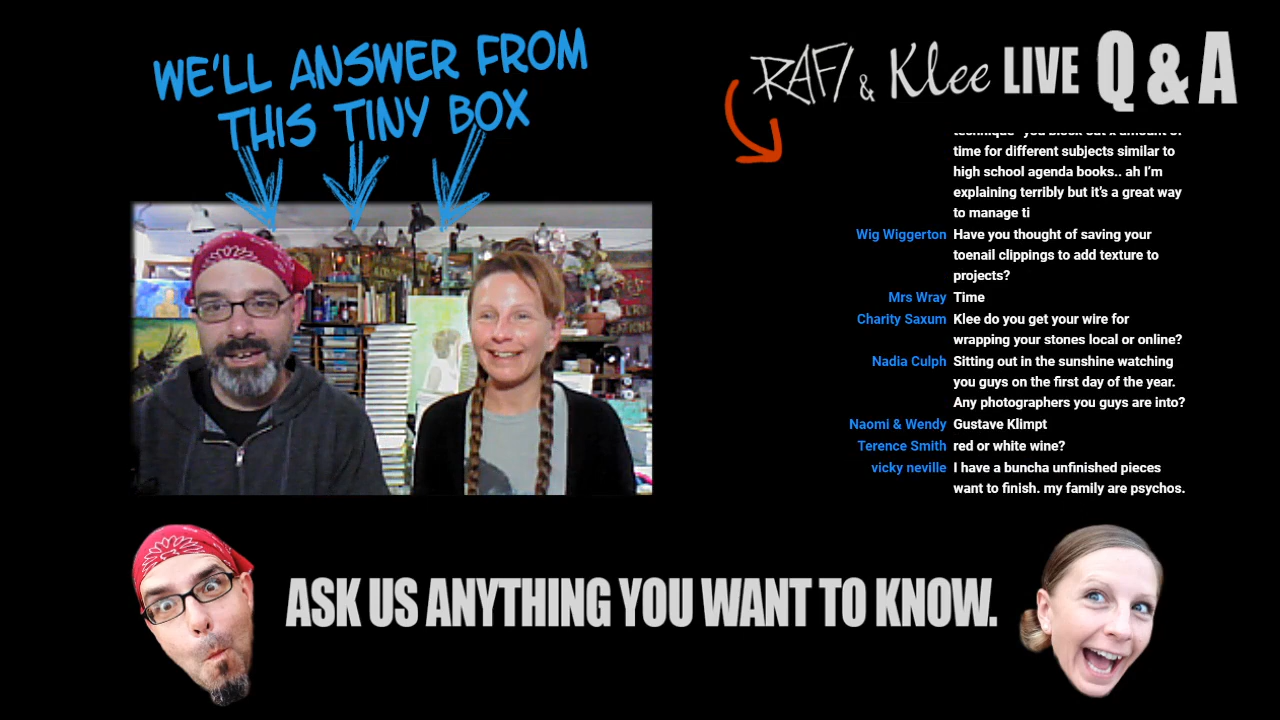 WE'LL ANSWER FROM
THIS TINY BOX
RAFI & Klee LIVE Q & A
technique- you block out x amount of
time for different subjects similar to
high school agenda books.. ah I'm
explaining terribly but it's a great way
to manage ti
Wig Wiggerton Have you thought of saving your
toenail clippings to add texture to
projects?
Mrs Wray Time
Charity Saxum Klee do you get your wire for
wrapping your stones local or online?
Nadia Culph Sitting out in the sunshine watching
you guys on the first day of the year.
Any photographers you guys are into?
Naomi & Wendy Gustave Klimpt
Terence Smith red or white wine?
vicky neville I have a buncha unfinished pieces
want to finish. my family are psychos.
ASK US ANYTHING YOU WANT TO KNOW.